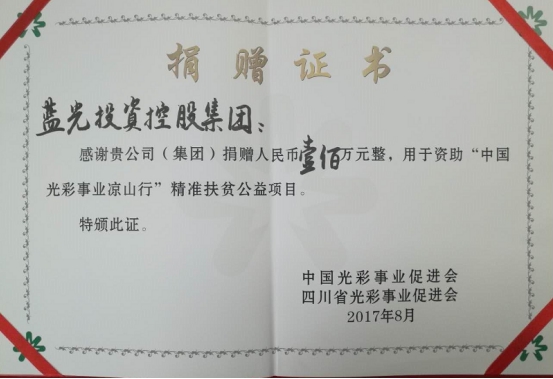 捐赠证书
蓝光投資控股集团：
感谢贵公司（集团）捐赠人民币壹佰万元整，用于资助“中国
光彩事业凉山行”精准扶贫公益项目。
特颁此证。
中国光彩事业促进会
四川省光彩事业促进会
2017年8月